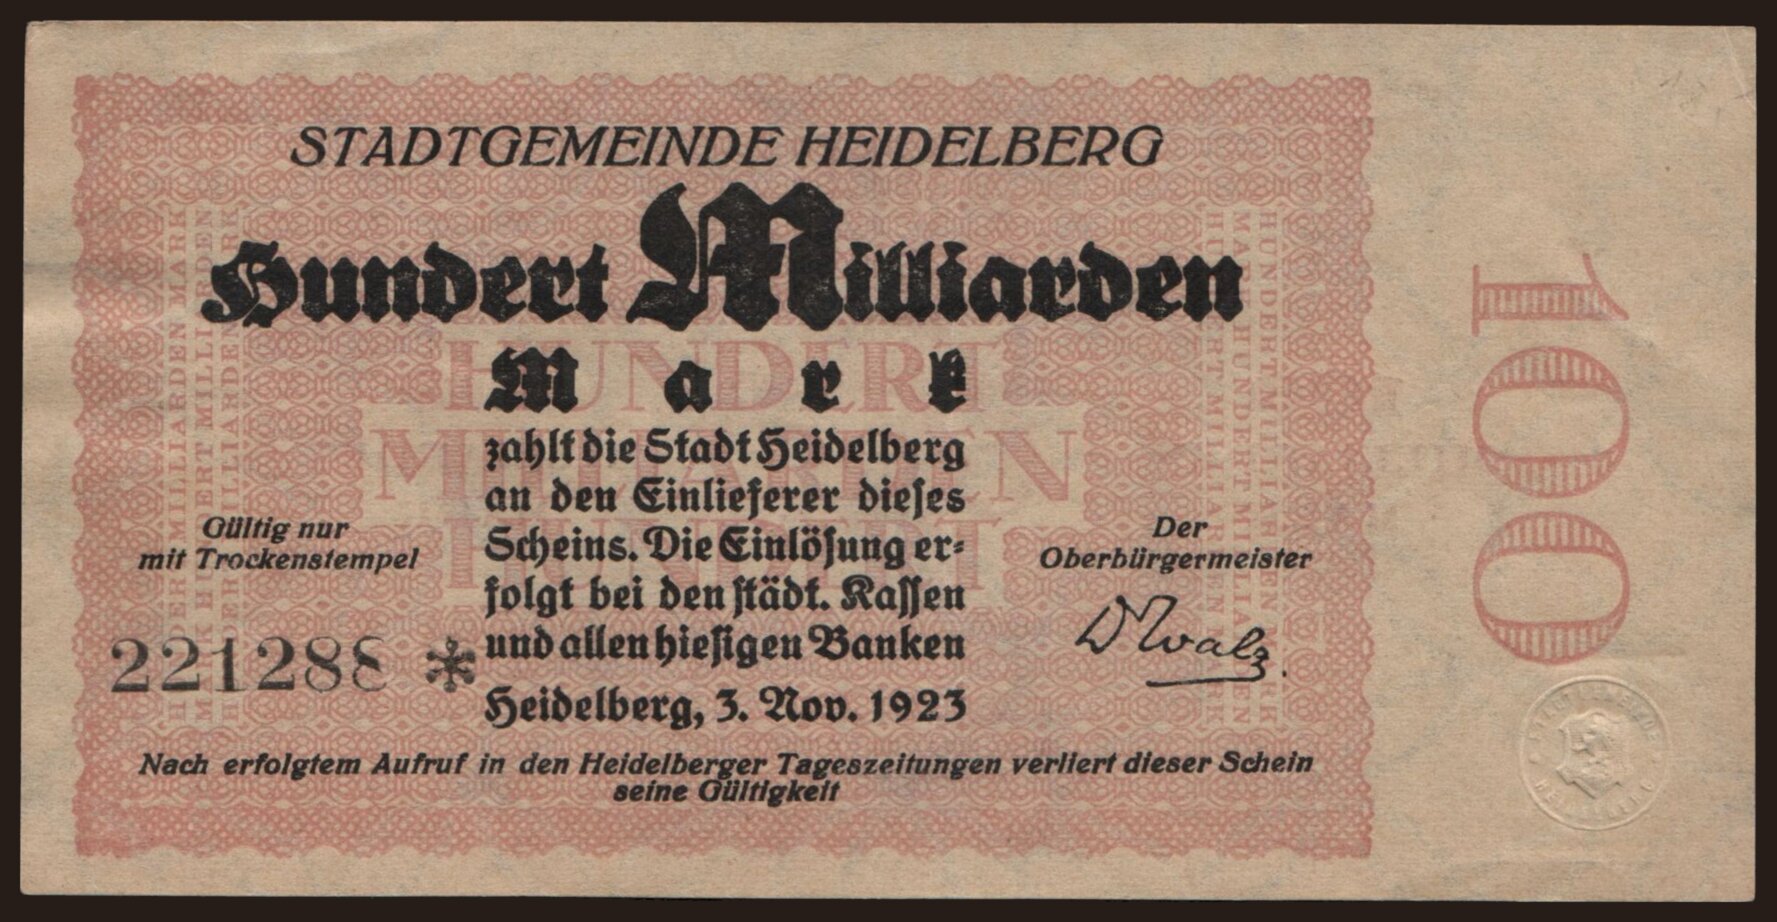 STADTGEMEINDE HEIDELBERG
Hundert Milliarden
Mark
HUNDERT
zahlt die Stadt Heidelberg
an den Einlieferer dieses
Scheins. Die Einlösung er-
folgt bei den städt. Kassen
und allen hiesigen Banken
Heidelberg, 3. Nov. 1923
Gültig nur
mit Trockenstempel
221288 *
Der
Oberbürgermeister
D Walz.
Nach erfolgtem Aufruf in den Heidelberger Tageszeitungen verliert dieser Schein
seine Gültigkeit
100